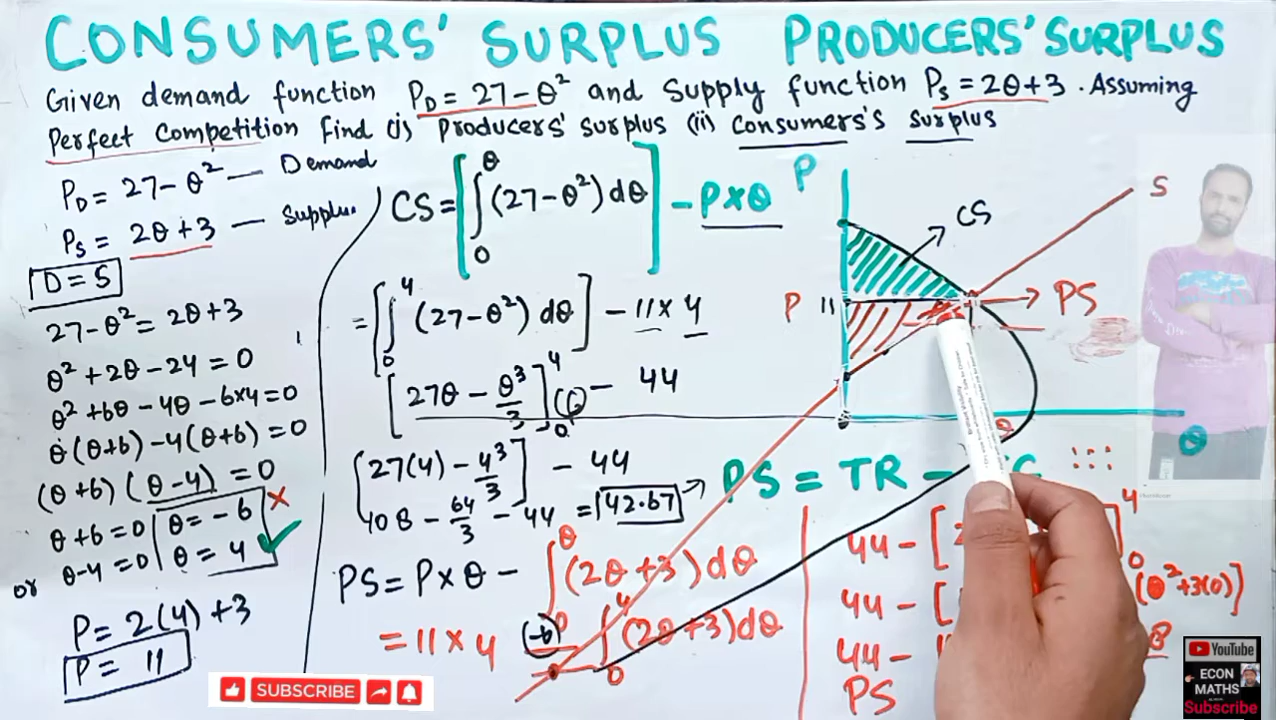 CONSUMERS' SURPLUS PRODUCERS' SURPLUS
Given demand function P_D = 27 - θ² and Supply function P_S = 2θ+3. Assuming
Perfect Competition Find (i) Producers' surplus (ii) Consumers's Surplus
P_D = 27 - θ² — Demand
P_S = 2θ+3 — Supply
D = S
27 - θ² = 2θ+3
θ² + 2θ - 24 = 0
θ² + 6θ - 4θ - 6×4 = 0
θ(θ+6) - 4(θ+6) = 0
(θ+6) (θ-4) = 0
θ+6 = 0 θ = -6 ×
or θ-4 = 0 θ = 4 ✓
P = 2(4) + 3
P = 11
CS = [∫₀^θ (27 - θ²) dθ] - P×θ
= [∫₀⁴ (27 - θ²) dθ] - 11 × 4
[27θ - θ³/3]₀⁴ - 44
[27(4) - 4³/3] - 44
108 - 64/3 - 44 = 42.67
PS = P×θ - ∫₀^θ (2θ+3) dθ
= 11 × 4 (-6) ∫₀⁴ (2θ+3) dθ
P
CS
S
P 11
PS
θ
PS = TR -
44 - [2 ]₀⁴
44 - [ (θ²+3(0)]
44 -
PS
SUBSCRIBE
YouTube
ECON
MATHS
Subscribe